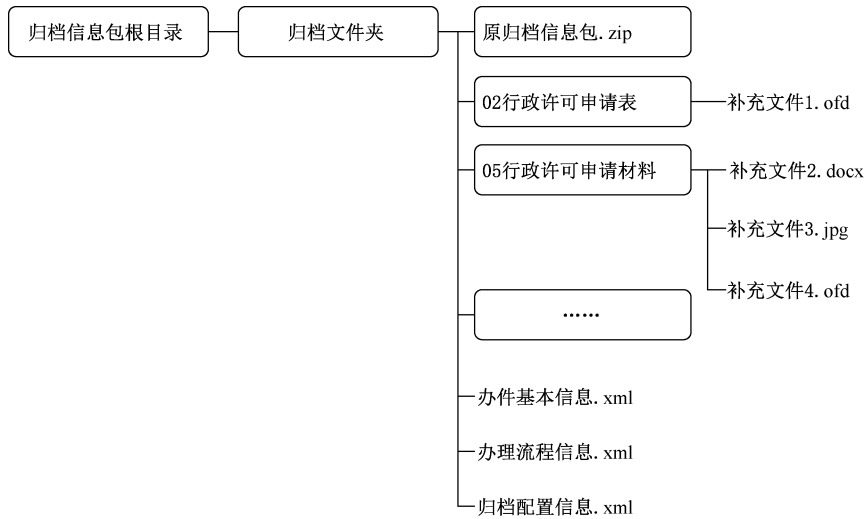 归档信息包根目录
归档文件夹
原归档信息包.zip
02行政许可申请表
补充文件1.ofd
05行政许可申请材料
补充文件2.docx
补充文件3.jpg
补充文件4.ofd
……
办件基本信息.xml
办理流程信息.xml
归档配置信息.xml